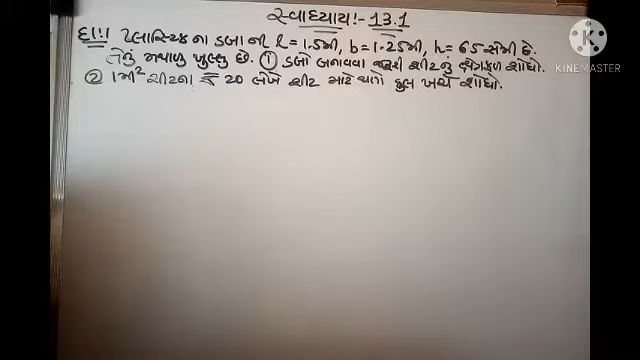 સ્વાધ્યાય:- 13.1
દા.1 પ્લાસ્ટિક ના ડબા ની l = 1.5મી, b = 1.25મી, h = 65 સેમી છે.
તેનું મથાળું ખુલ્લું છે. ① ડબો બનાવવા જરૂરી શીટનું ક્ષેત્રફળ શોધો.
② 1મી² શીટના ₹ 20 લેખે શીટ માટે થતો કુલ ખર્ચ શોધો.
KINEMASTER